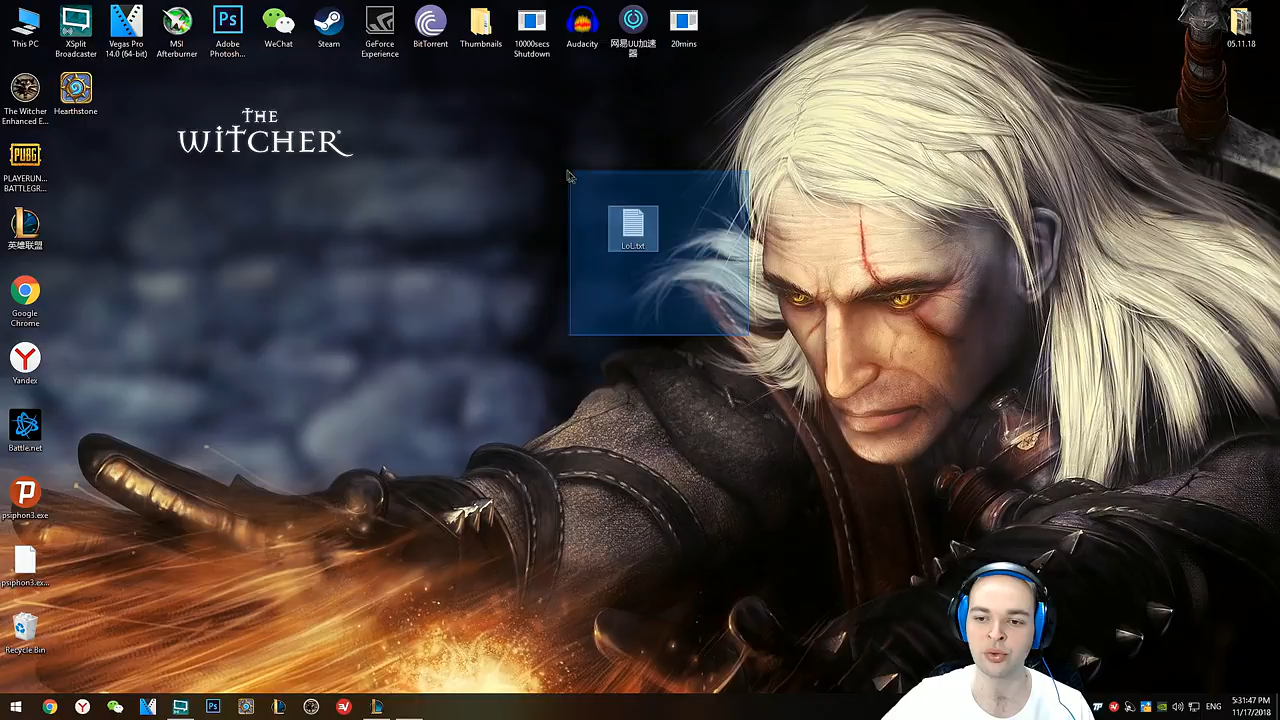 This PC
XSplit
Broadcaster
Vegas Pro
14.0 (64-bit)
MSI
Afterburner
Ps
Adobe
Photosh...
WeChat
Steam
GeForce
Experience
BitTorrent
Thumbnails
10000secs
Shutdown
Audacity
网易UU加速
器
20mins
05.11.18
The Witcher
Enhanced E...
Hearthstone
THE
WITCHER
PUBG
PLAYERUN...
BATTLEGR...
英雄联盟
LoL.txt
Google
Chrome
Yandex
Battle.net
psiphon3.exe
psiphon3.ex...
Recycle Bin
Ps
ENG
5:31:47 PM
11/17/2018